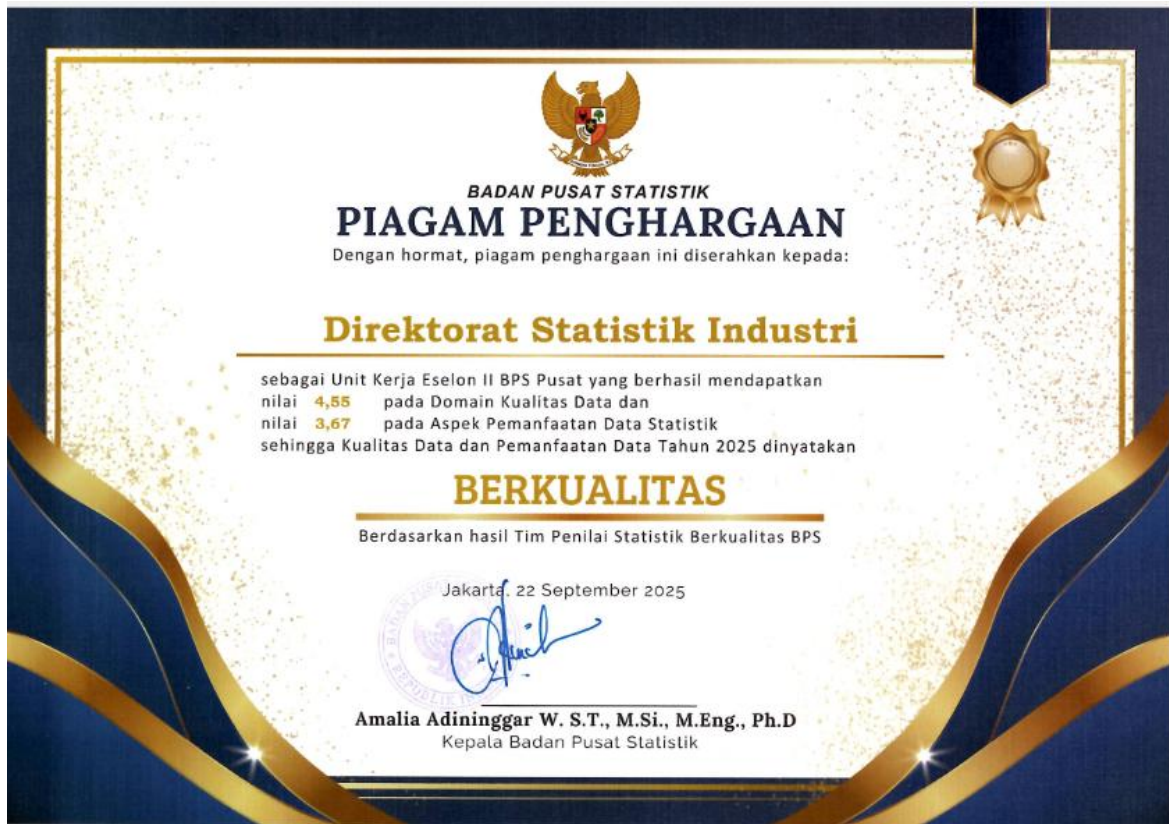 BADAN PUSAT STATISTIK
PIAGAM PENGHARGAAN
Dengan hormat, piagam penghargaan ini diserahkan kepada:
Direktorat Statistik Industri
sebagai Unit Kerja Eselon II BPS Pusat yang berhasil mendapatkan
nilai 4,55 pada Domain Kualitas Data dan
nilai 3,67 pada Aspek Pemanfaatan Data Statistik
sehingga Kualitas Data dan Pemanfaatan Data Tahun 2025 dinyatakan
BERKUALITAS
Berdasarkan hasil Tim Penilai Statistik Berkualitas BPS
Jakarta, 22 September 2025
Amalia Adininggar W. S.T., M.Si., M.Eng., Ph.D
Kepala Badan Pusat Statistik